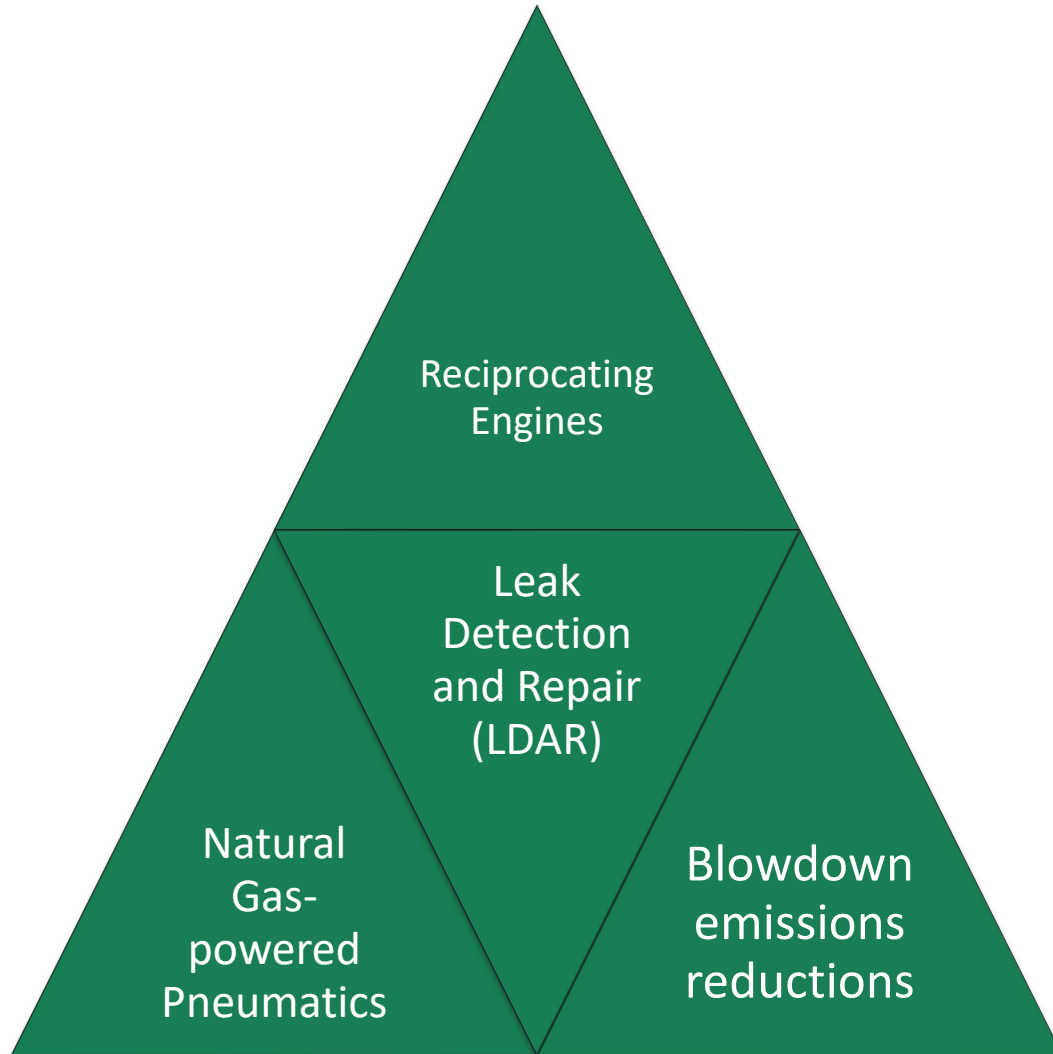 Reciprocating
Engines
Leak
Detection
and Repair
(LDAR)
Natural
Gas-
powered
Pneumatics
Blowdown
emissions
reductions